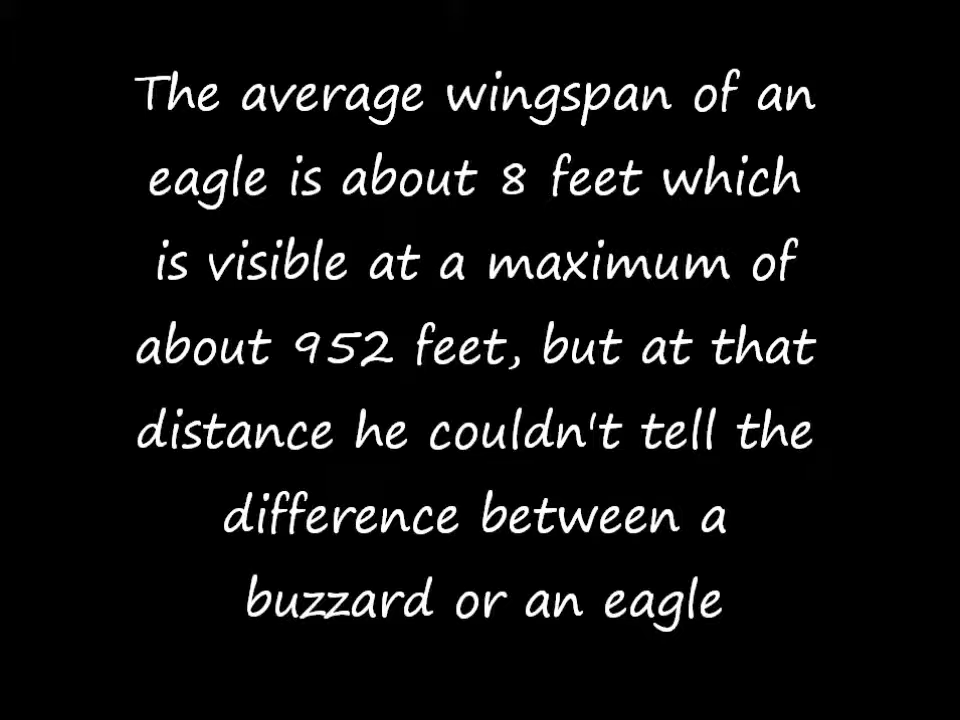 The average wingspan of an
eagle is about 8 feet which
is visible at a maximum of
about 952 feet, but at that
distance he couldn't tell the
difference between a
buzzard or an eagle